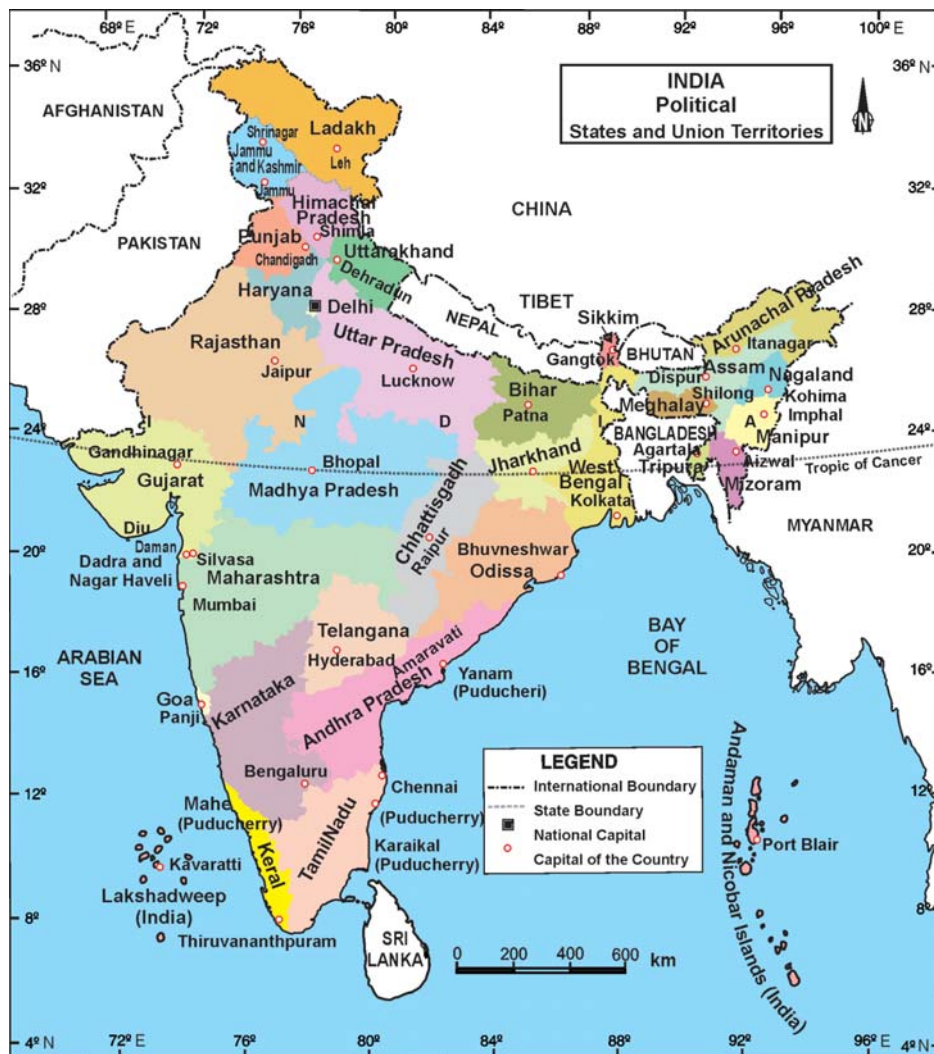 68º E
72º
76º
80º
84º
88º
92º
96º
100º E
36º N
36º
AFGHANISTAN
INDIA
Political
States and Union Territories
N
Ladakh
Leh
Shrinagar
Jammu
and Kashmir
Jammu
32º
32º
Himachal
Pradesh
Shimla
CHINA
PAKISTAN
Punjab
Chandigadh
Uttarakhand
Dehradun
Haryana
Delhi
28º
28º
TIBET
NEPAL
Sikkim
Gangtok
BHUTAN
Arunachal Pradesh
Itanagar
Rajasthan
Jaipur
Uttar Pradesh
Lucknow
Bihar
Patna
Assam
Dispur
Nagaland
Kohima
Shilong
Meghalay
Imphal
Manipur
I
N
D
I
A
24º
24º
BANGLADESH
Agartala
Tripura
Aizwal
Mizoram
Tropic of Cancer
Gandhinagar
Gujarat
Bhopal
Madhya Pradesh
Jharkhand
West
Bengal
Kolkata
Chhattisgadh
Raipur
MYANMAR
Diu
Daman
Silvasa
Dadra and
Nagar Haveli
20º
20º
Maharashtra
Mumbai
Bhuvneshwar
Odissa
Telangana
Hyderabad
Amaravati
Andhra Pradesh
Yanam
(Puducheri)
BAY
OF
BENGAL
ARABIAN
SEA
16º
16º
Goa
Panji
Karnataka
Bengaluru
LEGEND
International Boundary
State Boundary
National Capital
Capital of the Country
12º
12º
Chennai
(Puducherry)
Mahe
(Puducherry)
Karaikal
(Puducherry)
TamilNadu
Keral
Kavaratti
Lakshadweep
(India)
Thiruvananthpuram
Andaman and Nicobar Islands (India)
Port Blair
8º
8º
SRI
LANKA
0 200 400 600 km
4º N
72º
76º
80º
84º
88º
92º
96º E
4º N